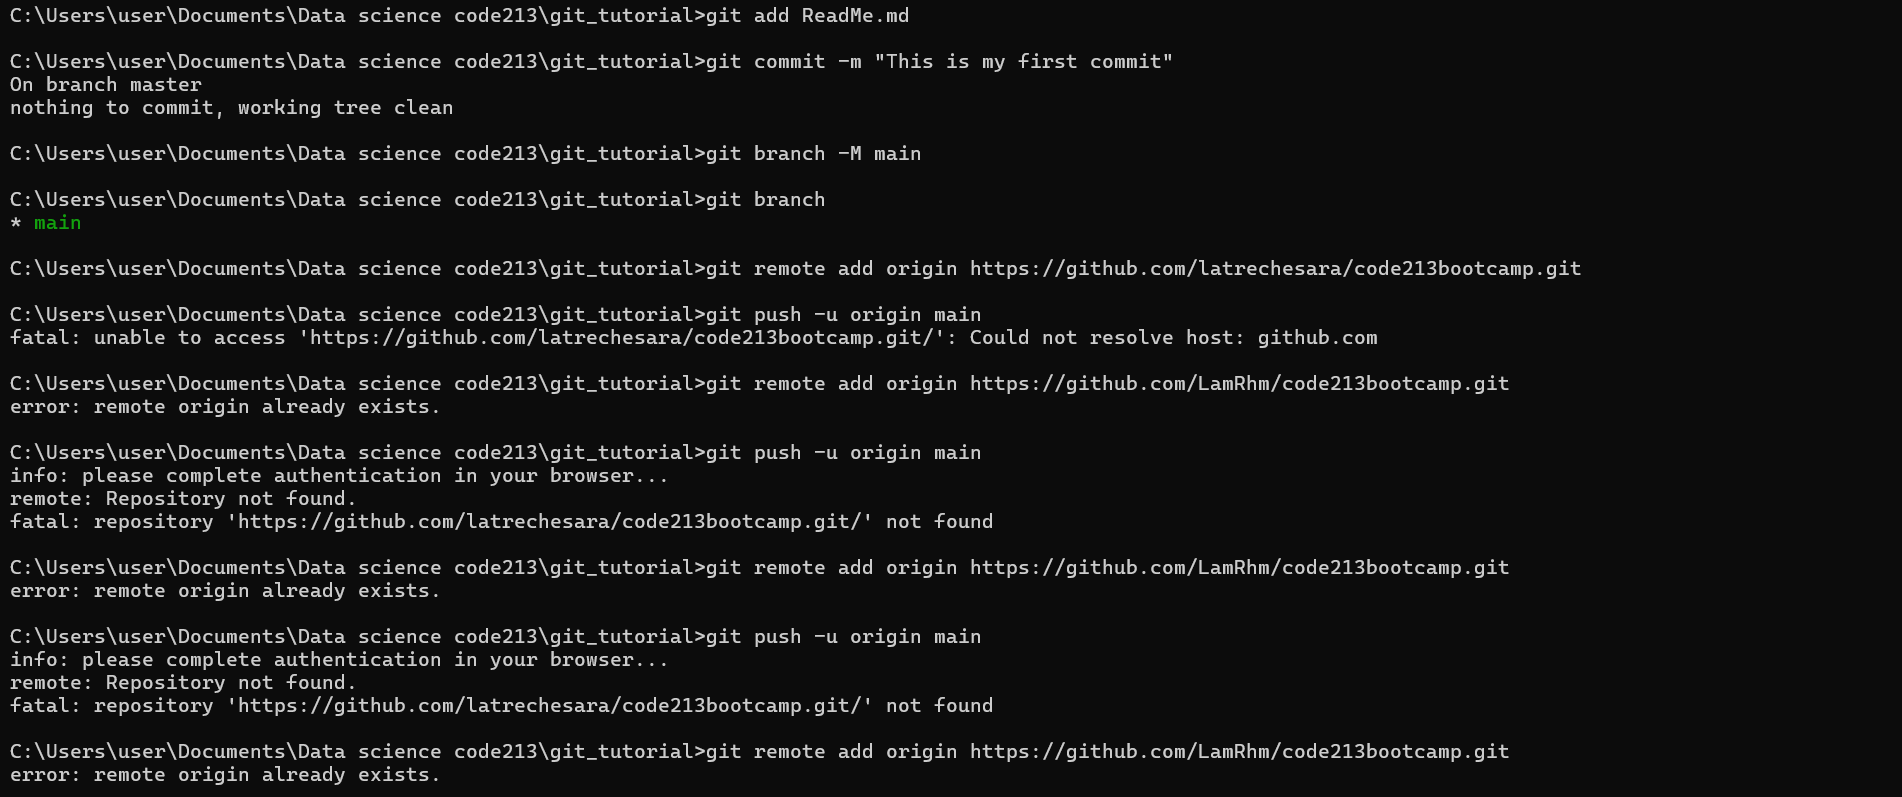 C:\Users\user\Documents\Data science code213\git_tutorial>git add ReadMe.md
C:\Users\user\Documents\Data science code213\git_tutorial>git commit -m "This is my first commit"
On branch master
nothing to commit, working tree clean
C:\Users\user\Documents\Data science code213\git_tutorial>git branch -M main
C:\Users\user\Documents\Data science code213\git_tutorial>git branch
* main
C:\Users\user\Documents\Data science code213\git_tutorial>git remote add origin https://github.com/latrechesara/code213bootcamp.git
C:\Users\user\Documents\Data science code213\git_tutorial>git push -u origin main
fatal: unable to access 'https://github.com/latrechesara/code213bootcamp.git/': Could not resolve host: github.com
C:\Users\user\Documents\Data science code213\git_tutorial>git remote add origin https://github.com/LamRhm/code213bootcamp.git
error: remote origin already exists.
C:\Users\user\Documents\Data science code213\git_tutorial>git push -u origin main
info: please complete authentication in your browser...
remote: Repository not found.
fatal: repository 'https://github.com/latrechesara/code213bootcamp.git/' not found
C:\Users\user\Documents\Data science code213\git_tutorial>git remote add origin https://github.com/LamRhm/code213bootcamp.git
error: remote origin already exists.
C:\Users\user\Documents\Data science code213\git_tutorial>git push -u origin main
info: please complete authentication in your browser...
remote: Repository not found.
fatal: repository 'https://github.com/latrechesara/code213bootcamp.git/' not found
C:\Users\user\Documents\Data science code213\git_tutorial>git remote add origin https://github.com/LamRhm/code213bootcamp.git
error: remote origin already exists.